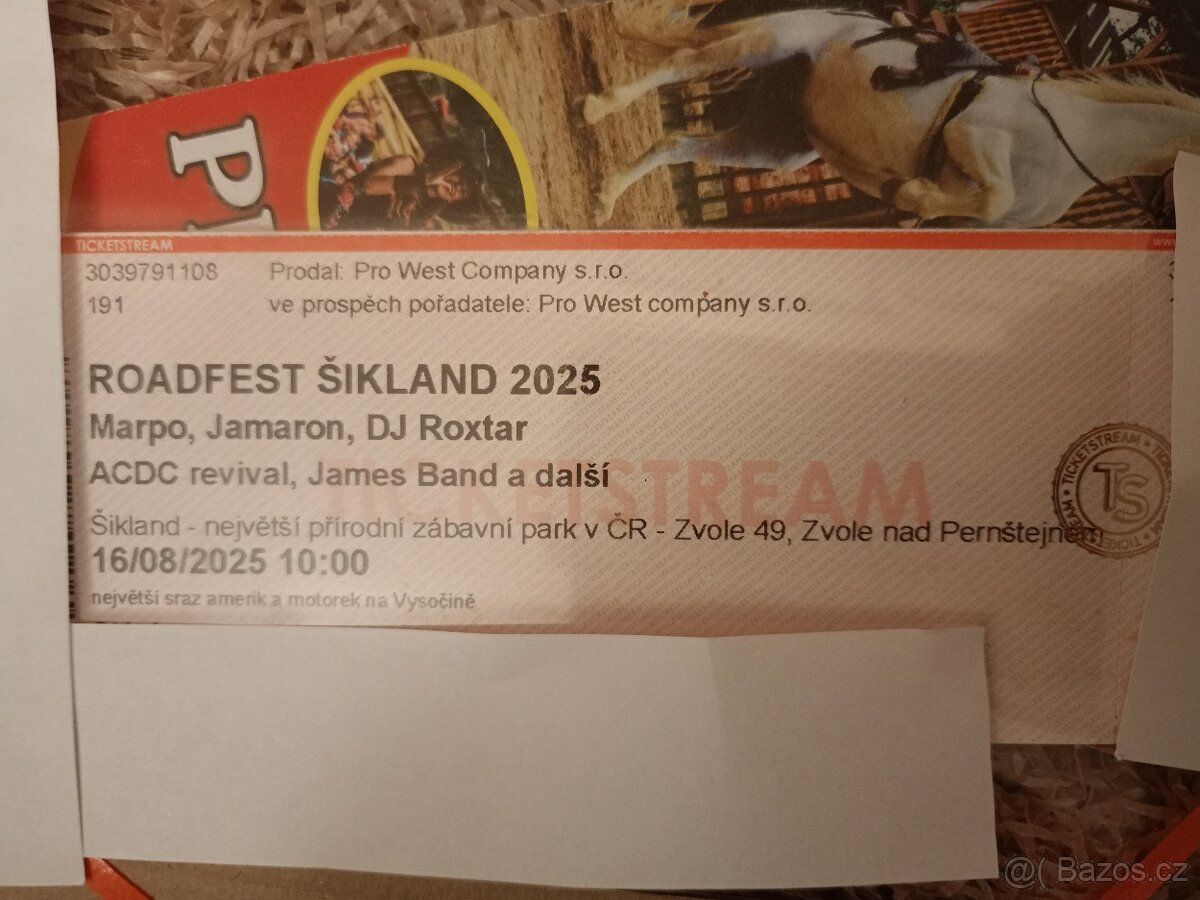 P
TICKETSTREAM
www
3039791108 Prodal: Pro West Company s.r.o.
191 ve prospěch pořadatele: Pro West company s.r.o.
ROADFEST ŠIKLAND 2025
Marpo, Jamaron, DJ Roxtar
ACDC revival, James Band a další
TICKETSTREAM
Šikland - největší přírodní zábavní park v ČR - Zvole 49, Zvole nad Pernštejnem
16/08/2025 10:00
největší sraz amerik a motorek na Vysočině
TICKETSTREAM
TS
@( Bazos.cz